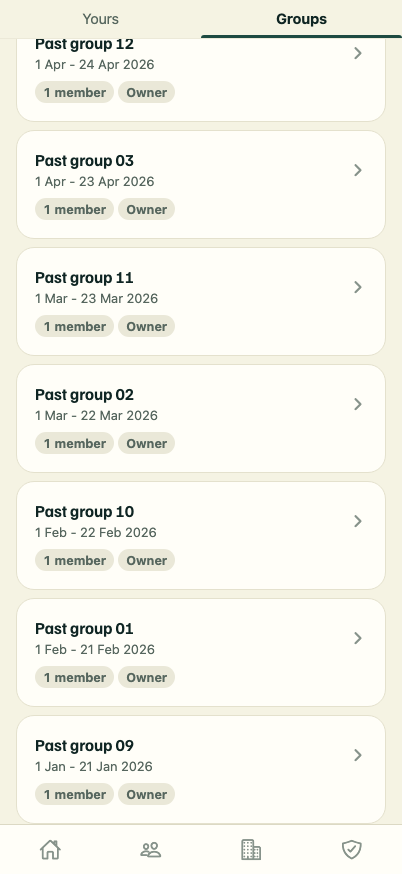 Yours
Groups
Past group 12
1 Apr - 24 Apr 2026
1 member Owner
Past group 03
1 Apr - 23 Apr 2026
1 member Owner
Past group 11
1 Mar - 23 Mar 2026
1 member Owner
Past group 02
1 Mar - 22 Mar 2026
1 member Owner
Past group 10
1 Feb - 22 Feb 2026
1 member Owner
Past group 01
1 Feb - 21 Feb 2026
1 member Owner
Past group 09
1 Jan - 21 Jan 2026
1 member Owner